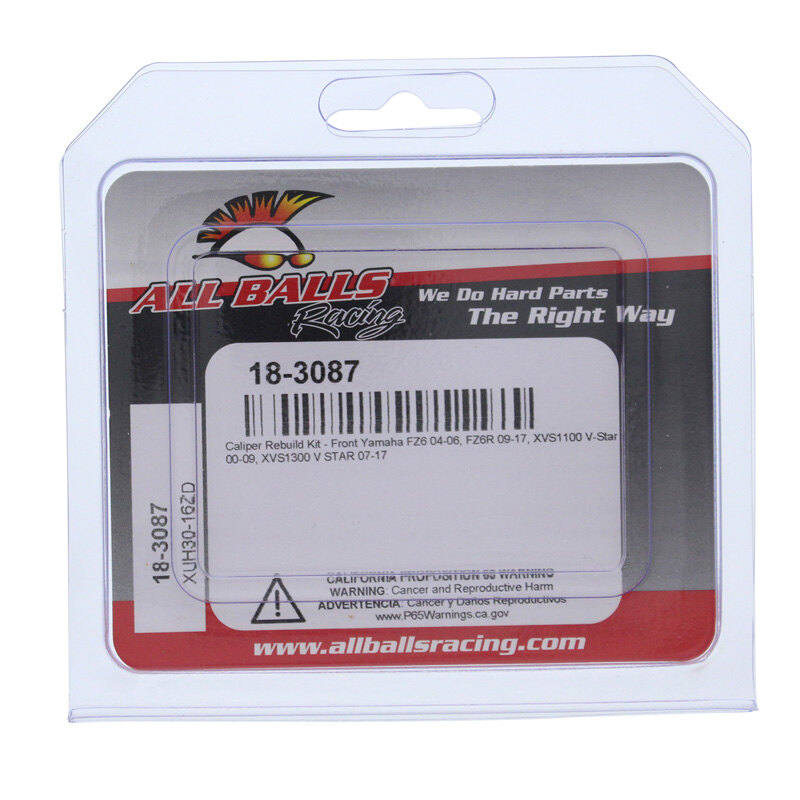 ALL BALLS
Racing
We Do Hard Parts
The Right Way
18-3087
Caliper Rebuild Kit - Front Yamaha FZ6 04-06, FZ6R 09-17, XVS1100 V-Star
00-09, XVS1300 V STAR 07-17
18-3087
XUH30-16ZD
CALIFORNIA PROPOSITION 65 WARNING
WARNING: Cancer and Reproductive Harm
ADVERTENCIA: Cancer y Daños Reproductivos
www.P65Warnings.ca.gov
www.allballsracing.com